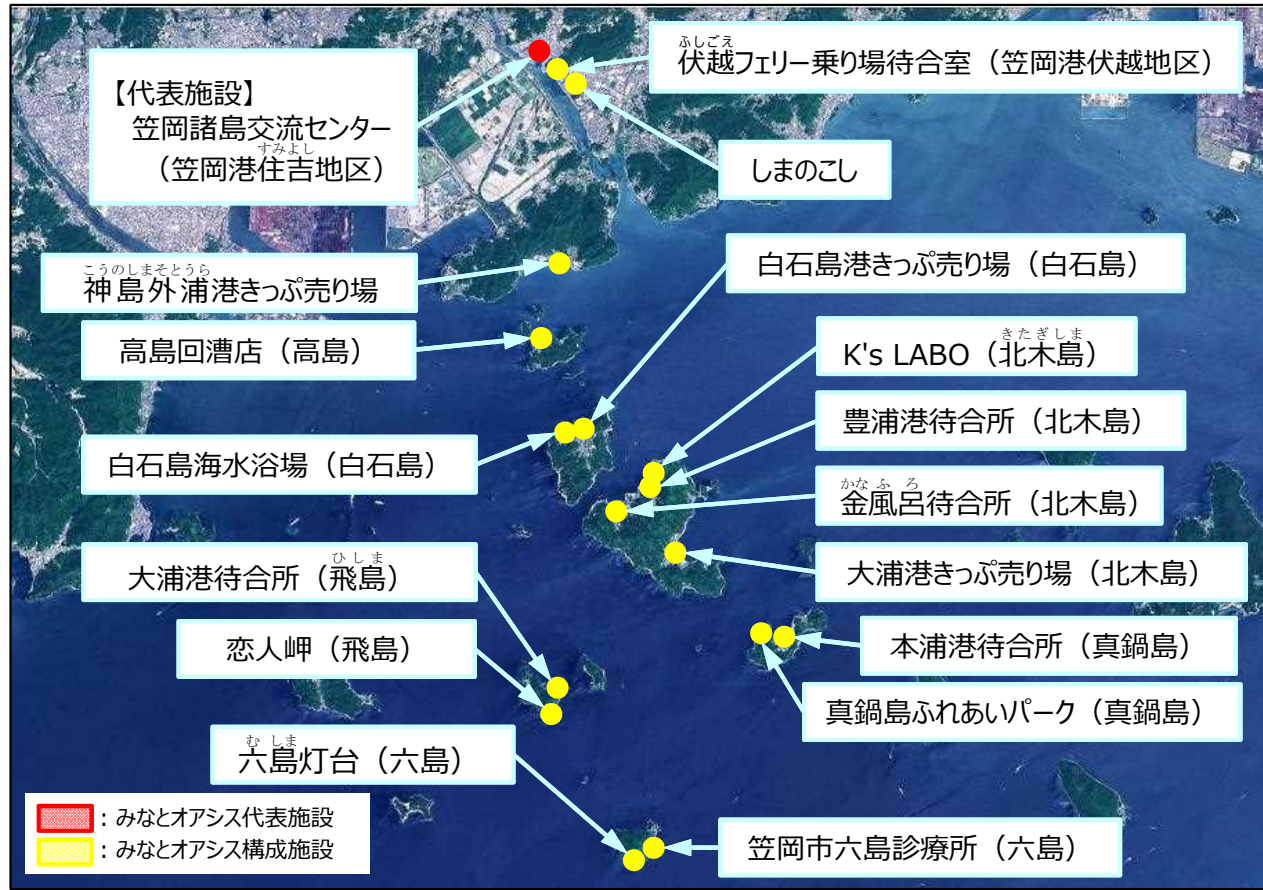 【代表施設】
笠岡諸島交流センター
すみよし
（笠岡港住吉地区）
ふしごえ
伏越フェリー乗り場待合室（笠岡港伏越地区）
しまのこし
こうのしまそとうら
神島外浦港きっぷ売り場
白石島港きっぷ売り場（白石島）
高島回漕店（高島）
きたぎしま
K's LABO（北木島）
豊浦港待合所（北木島）
白石島海水浴場（白石島）
かなふろ
金風呂待合所（北木島）
ひしま
大浦港待合所（飛島）
大浦港きっぷ売り場（北木島）
恋人岬（飛島）
本浦港待合所（真鍋島）
真鍋島ふれあいパーク（真鍋島）
むしま
六島灯台（六島）
：みなとオアシス代表施設
：みなとオアシス構成施設
笠岡市六島診療所（六島）